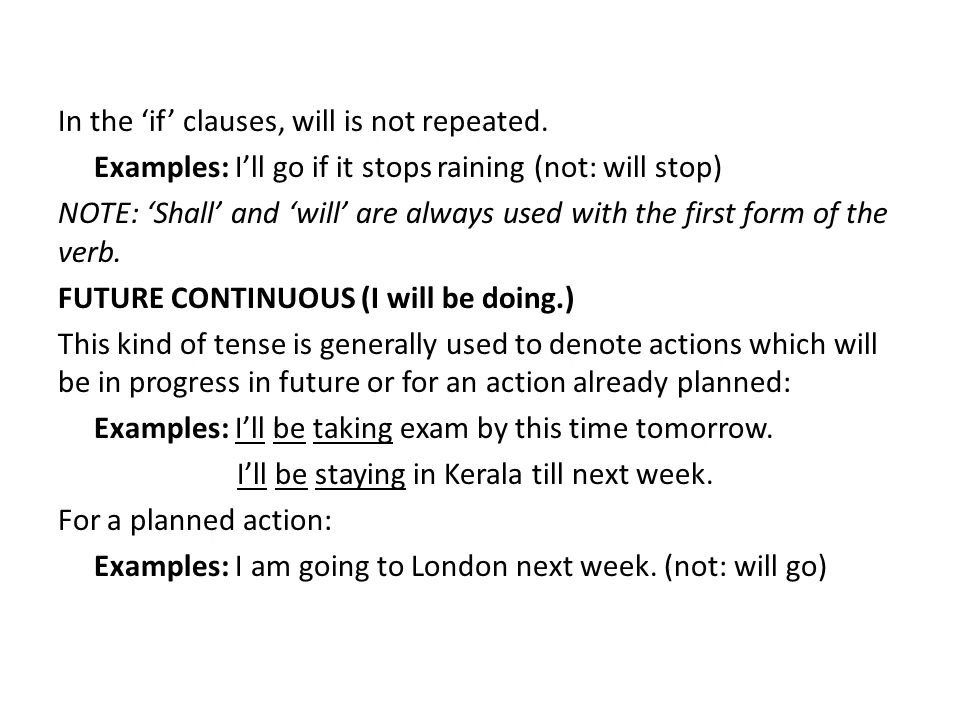 In the ‘if’ clauses, will is not repeated.
Examples: I’ll go if it stops raining (not: will stop)
NOTE: ‘Shall’ and ‘will’ are always used with the first form of the
verb.
FUTURE CONTINUOUS (I will be doing.)
This kind of tense is generally used to denote actions which will
be in progress in future or for an action already planned:
Examples: I’ll be taking exam by this time tomorrow.
I’ll be staying in Kerala till next week.
For a planned action:
Examples: I am going to London next week. (not: will go)